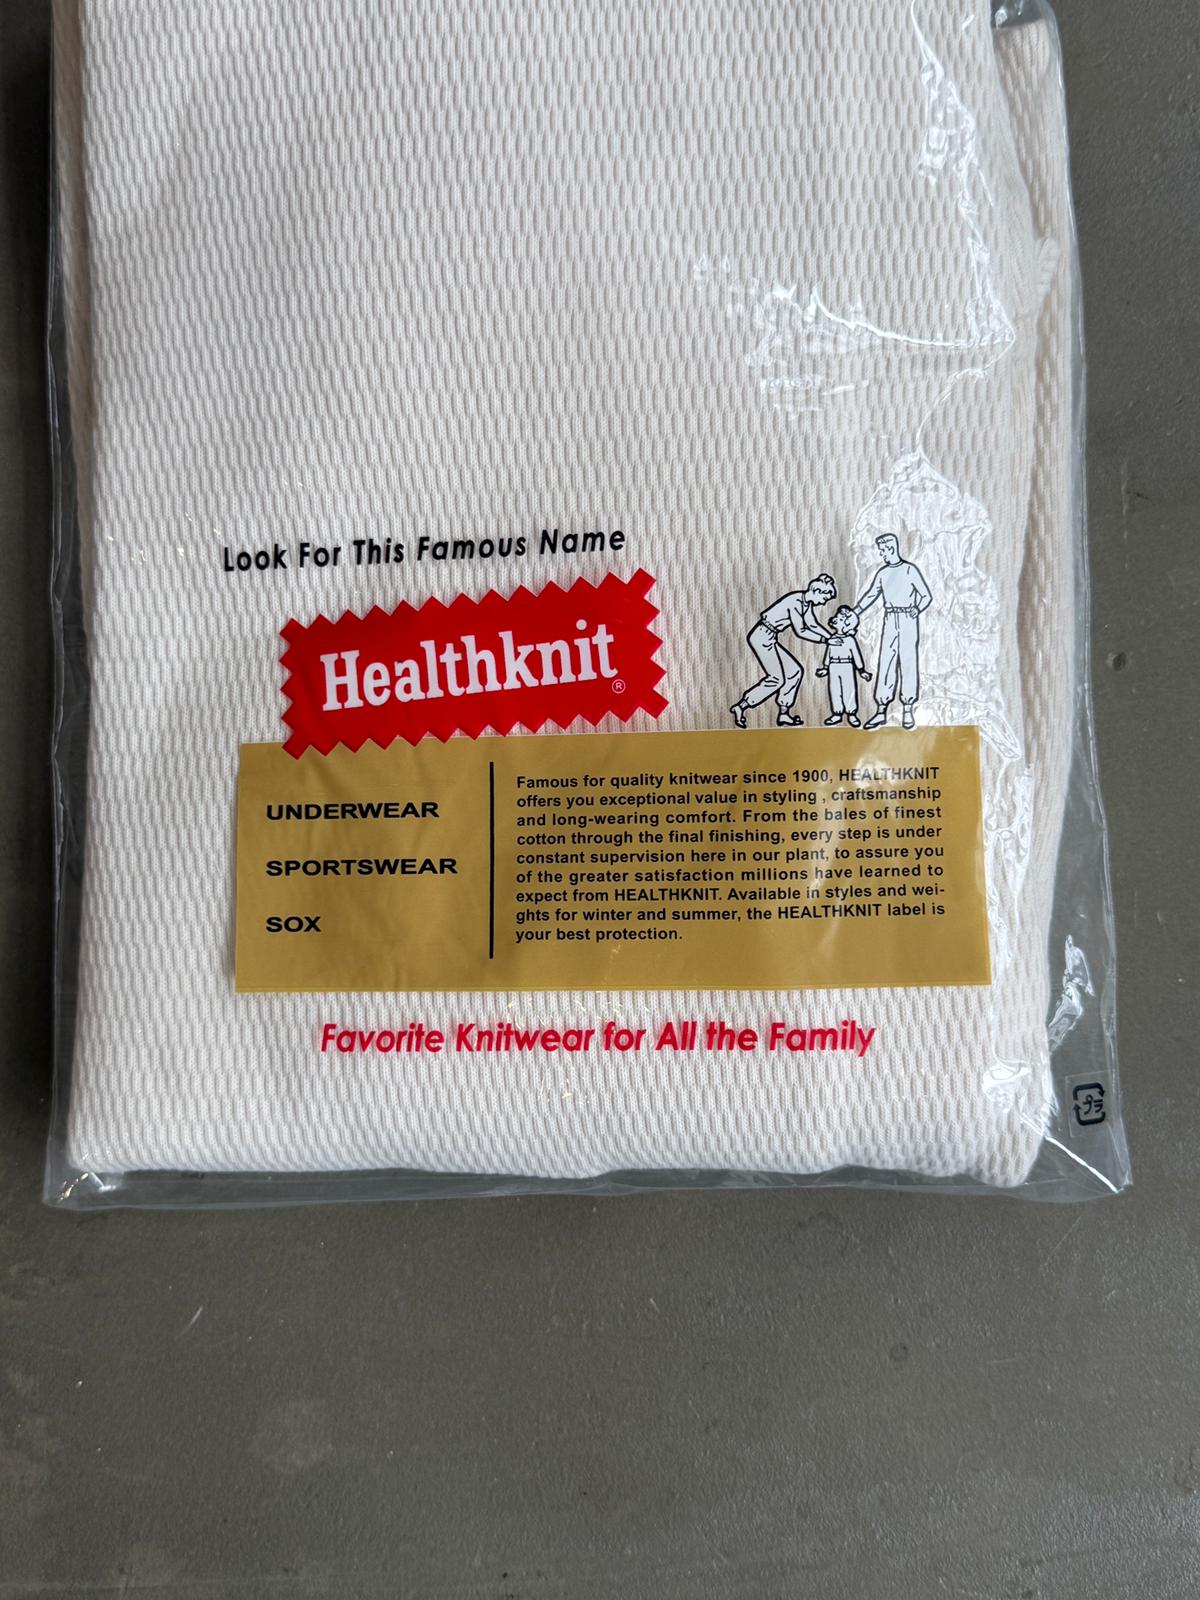 Look For This Famous Name
Healthknit®
UNDERWEAR
SPORTSWEAR
SOX
Famous for quality knitwear since 1900, HEALTHKNIT
offers you exceptional value in styling , craftsmanship
and long-wearing comfort. From the bales of finest
cotton through the final finishing, every step is under
constant supervision here in our plant, to assure you
of the greater satisfaction millions have learned to
expect from HEALTHKNIT. Available in styles and wei-
ghts for winter and summer, the HEALTHKNIT label is
your best protection.
Favorite Knitwear for All the Family
プラ